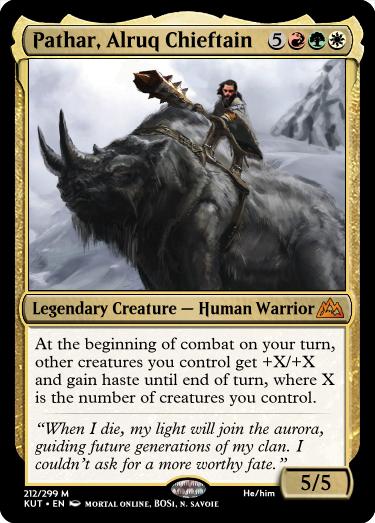 Pathar, Alruq Chieftain 5
Legendary Creature — Human Warrior
At the beginning of combat on your turn,
other creatures you control get +X/+X
and gain haste until end of turn, where X
is the number of creatures you control.
“When I die, my light will join the aurora,
guiding future generations of my clan. I
couldn’t ask for a more worthy fate.”
5/5
212/299 M He/him
KUT • EN MORTAL ONLINE, BOSi, N. SAVOIE